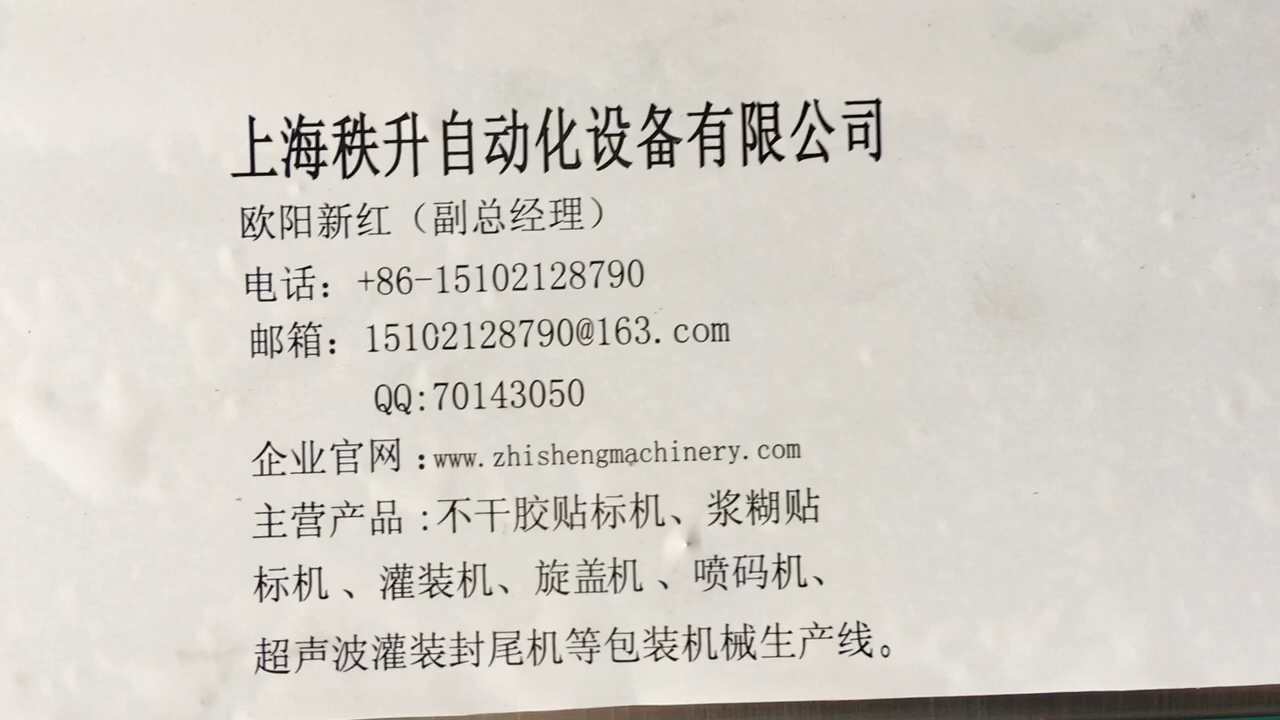 上海秩升自动化设备有限公司
欧阳新红（副总经理）
电话：+86-15102128790
邮箱：15102128790@163.com
QQ:70143050
企业官网:www.zhishengmachinery.com
主营产品:不干胶贴标机、浆糊贴
标机、灌装机、旋盖机、喷码机、
超声波灌装封尾机等包装机械生产线。